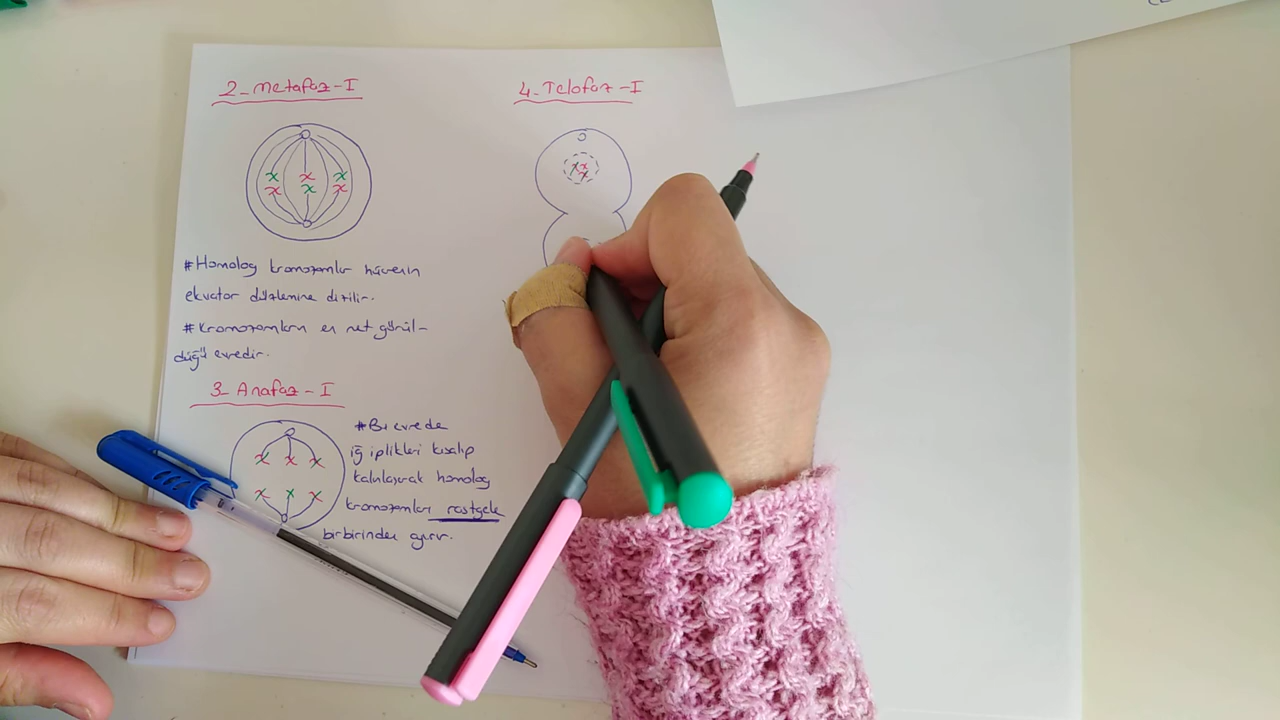 2- Metafaz-I
#Homolog kromozomlar hücrenin
ekvator düzlemine dizilir.
#Kromozomların en net görül-
düğü evredir.
3- Anafaz-I
#Bu evrede
iğ iplikleri kısalıp
kalınlaşarak homolog
kromozomlar rastgele
birbirinden ayırır.
4-Telofaz-I